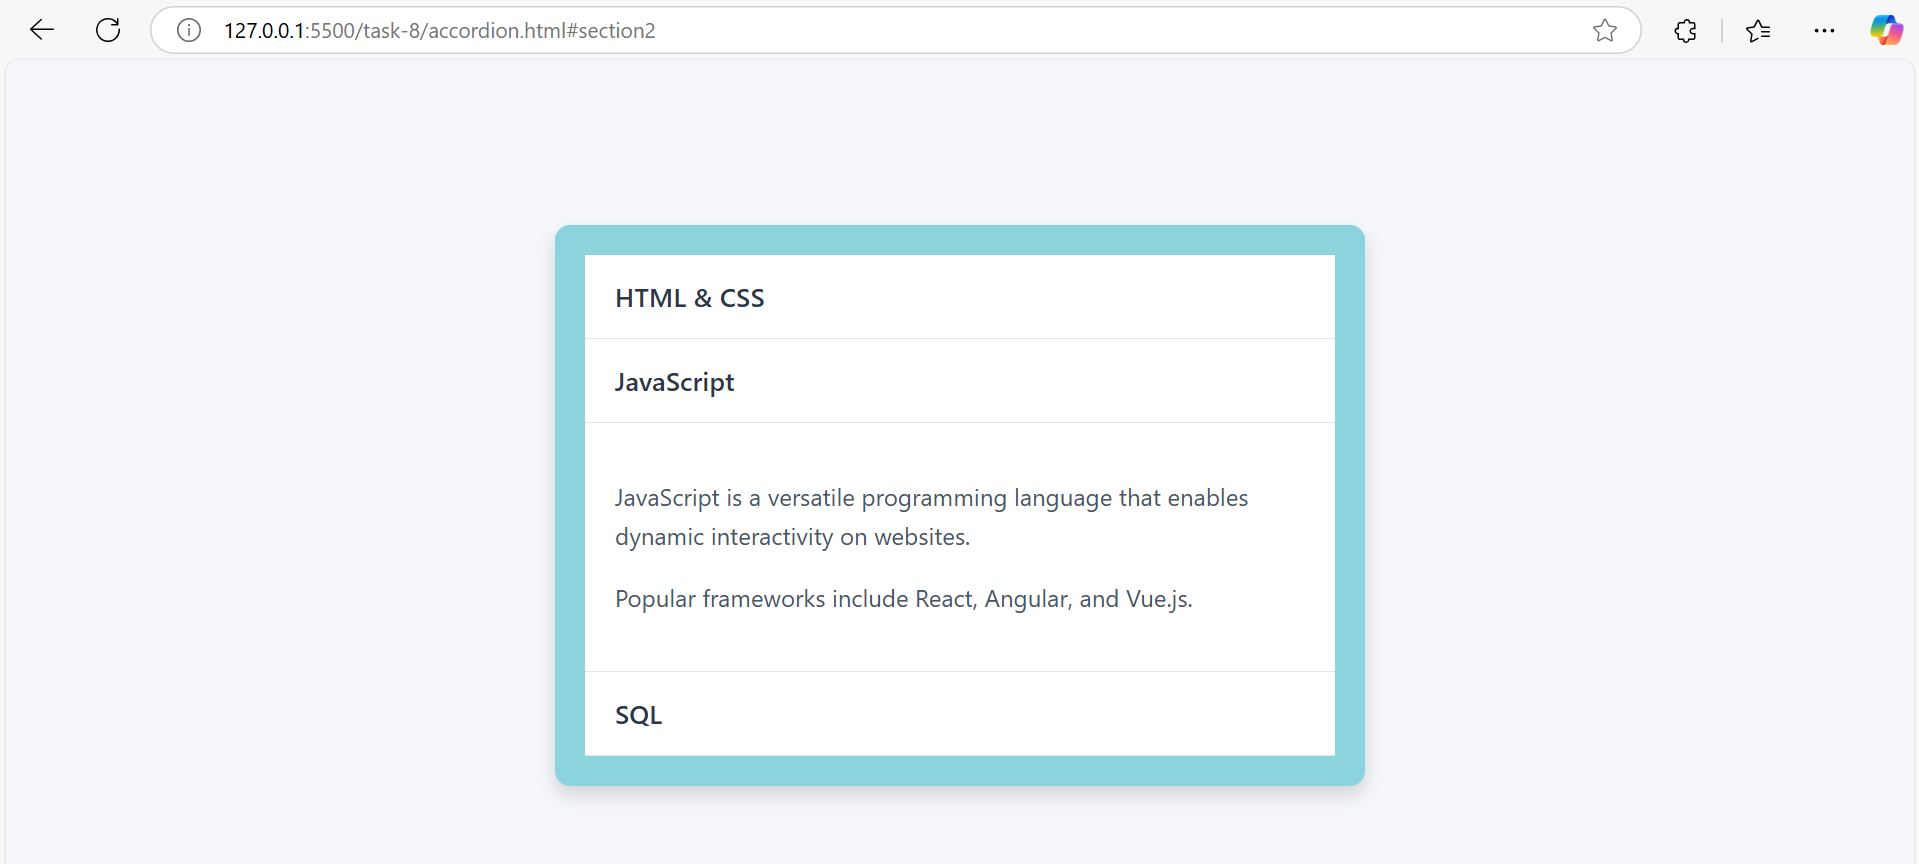 127.0.0.1:5500/task-8/accordion.html#section2
HTML & CSS
JavaScript
JavaScript is a versatile programming language that enables
dynamic interactivity on websites.
Popular frameworks include React, Angular, and Vue.js.
SQL